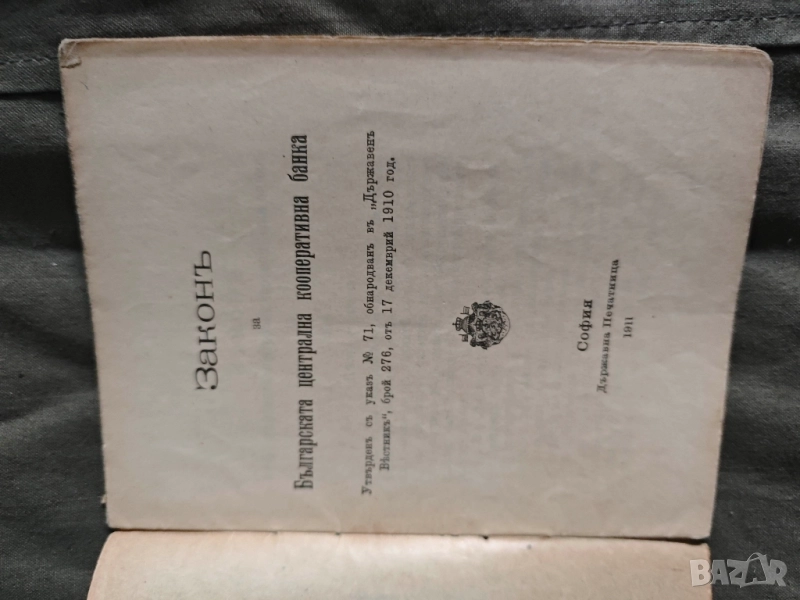 Законъ
за
Българската централна кооперативна банка
Утвърденъ съ указъ № 71, обнародванъ въ „Държавенъ
Вѣстникъ“, брой 276, отъ 17 декемврий 1910 год.
София
Държавна Печатница
1911
BAZAR